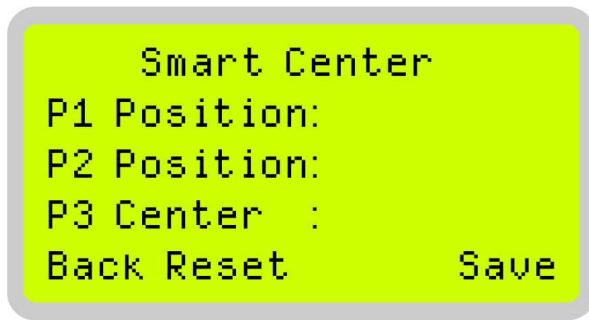 Smart Center
P1 Position:
P2 Position:
P3 Center :
Back Reset Save